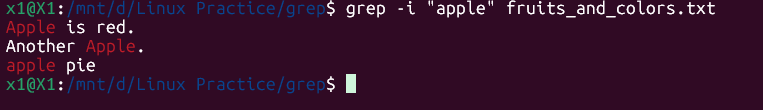 x1@X1:/mnt/d/Linux Practice/grep$ grep -i "apple" fruits_and_colors.txt
Apple is red.
Another Apple.
apple pie
x1@X1:/mnt/d/Linux Practice/grep$